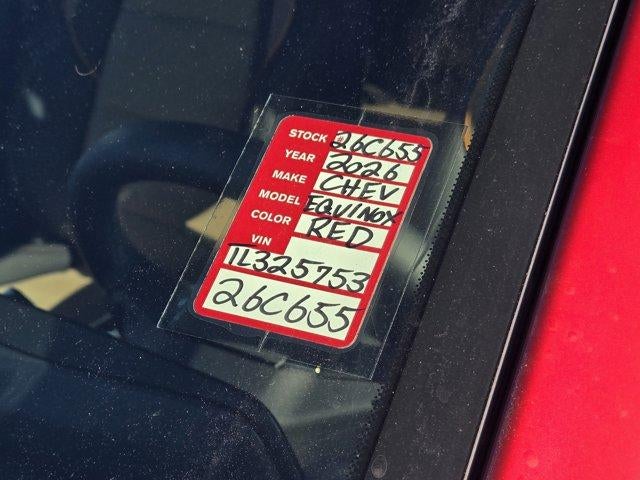 STOCK # 26C655
YEAR 2026
MAKE CHEV
MODEL EQUINOX
COLOR RED
VIN
TL325753
26C655